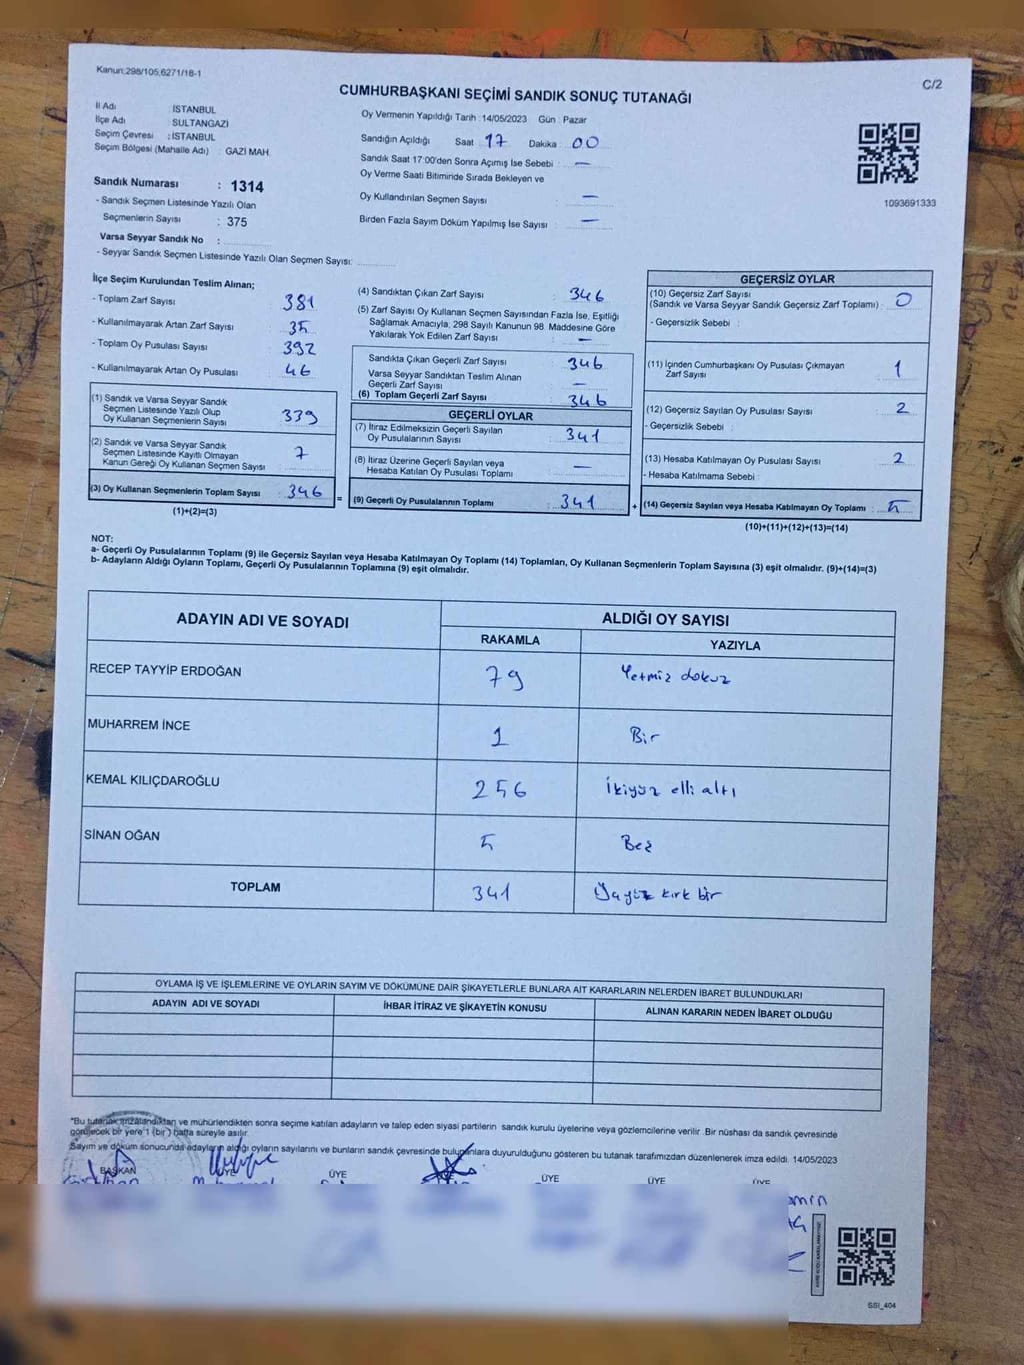 Kanun:298/105,6271/18-1
C/2
CUMHURBAŞKANI SEÇİMİ SANDIK SONUÇ TUTANAĞI
İl Adı : İSTANBUL
İlçe Adı : SULTANGAZİ
Seçim Çevresi : İSTANBUL
Seçim Bölgesi (Mahalle Adı) : GAZİ MAH.
Sandık Numarası : 1314
- Sandık Seçmen Listesinde Yazılı Olan
Seçmenlerin Sayısı : 375
Varsa Seyyar Sandık No :
- Seyyar Sandık Seçmen Listesinde Yazılı Olan Seçmen Sayısı:
Oy Vermenin Yapıldığı Tarih : 14/05/2023 Gün : Pazar
Sandığın Açıldığı Saat 17 Dakika 00
Sandık Saat 17:00'den Sonra Açımış İse Sebebi : —
Oy Verme Saati Bitiminde Sırada Bekleyen ve
Oy Kullandırılan Seçmen Sayısı : —
Birden Fazla Sayım Döküm Yapılmış İse Sayısı : —
1093691333
İlçe Seçim Kurulundan Teslim Alınan;
- Toplam Zarf Sayısı : 381
- Kullanılmayarak Artan Zarf Sayısı : 35
- Toplam Oy Pusulası Sayısı : 392
- Kullanılmayarak Artan Oy Pusulası : 46
(1) Sandık ve Varsa Seyyar Sandık
Seçmen Listesinde Yazılı Olup
Oy Kullanan Seçmenlerin Sayısı : 339
(2) Sandık ve Varsa Seyyar Sandık
Seçmen Listesinde Kayıtlı Olmayan
Kanun Gereği Oy Kullanan Seçmen Sayısı : 7
(3) Oy Kullanan Seçmenlerin Toplam Sayısı : 346
(1)+(2)=(3)
(4) Sandıktan Çıkan Zarf Sayısı : 346
(5) Zarf Sayısı Oy Kullanan Seçmen Sayısından Fazla İse, Eşitliği
Sağlamak Amacıyla, 298 Sayılı Kanunun 98. Maddesine Göre
Yakılarak Yok Edilen Zarf Sayısı : —
Sandıkta Çıkan Geçerli Zarf Sayısı : 346
Varsa Seyyar Sandıktan Teslim Alınan
Geçerli Zarf Sayısı : —
(6) Toplam Geçerli Zarf Sayısı : 346
GEÇERLİ OYLAR
(7) İtiraz Edilmeksizin Geçerli Sayılan
Oy Pusulalarının Sayısı : 341
(8) İtiraz Üzerine Geçerli Sayılan veya
Hesaba Katılan Oy Pusulası Toplamı : —
= (9) Geçerli Oy Pusulalarının Toplamı : 341
GEÇERSİZ OYLAR
(10) Geçersiz Zarf Sayısı
(Sandık ve Varsa Seyyar Sandık Geçersiz Zarf Toplamı) : 0
- Geçersizlik Sebebi :
(11) İçinden Cumhurbaşkanı Oy Pusulası Çıkmayan
Zarf Sayısı : 1
(12) Geçersiz Sayılan Oy Pusulası Sayısı : 2
- Geçersizlik Sebebi :
(13) Hesaba Katılmayan Oy Pusulası Sayısı : 2
- Hesaba Katılmama Sebebi :
+ (14) Geçersiz Sayılan veya Hesaba Katılmayan Oy Toplamı : 5
(10)+(11)+(12)+(13)=(14)
NOT:
a- Geçerli Oy Pusulalarının Toplamı (9) ile Geçersiz Sayılan veya Hesaba Katılmayan Oy Toplamı (14) Toplamları, Oy Kullanan Seçmenlerin Toplam Sayısına (3) eşit olmalıdır. (9)+(14)=(3)
b- Adayların Aldığı Oyların Toplamı, Geçerli Oy Pusulalarının Toplamına (9) eşit olmalıdır.
ADAYIN ADI VE SOYADI
ALDIĞI OY SAYISI
RAKAMLA YAZIYLA
RECEP TAYYİP ERDOĞAN 79 Yetmiş dokuz
MUHARREM İNCE 1 Bir
KEMAL KILIÇDAROĞLU 256 İkiyüz elli altı
SİNAN OĞAN 5 Beş
TOPLAM 341 Üçyüz kırk bir
OYLAMA İŞ VE İŞLEMLERİNE VE OYLARIN SAYIM VE DÖKÜMÜNE DAİR ŞİKAYETLERLE BUNLARA AİT KARARLARIN NELERDEN İBARET BULUNDUKLARI
ADAYIN ADI VE SOYADI İHBAR İTİRAZ VE ŞİKAYETİN KONUSU ALINAN KARARIN NEDEN İBARET OLDUĞU
*Bu tutanak imzalandıktan ve mühürlendikten sonra seçime katılan adayların ve talep eden siyasi partilerin sandık kurulu üyelerine veya gözlemcilerine verilir. Bir nüshası da sandık çevresinde
görülecek bir yere 1 (bir) hafta süreyle asılır.
Sayım ve döküm sonucunda adayların aldığı oyların sayılarını ve bunların sandık çevresinde bulunanlara duyurulduğunu gösteren bu tutanak tarafımızdan düzenlenerek imza edildi. 14/05/2023
BAŞKAN ÜYE ÜYE ÜYE ÜYE ÜYE
SSI_404